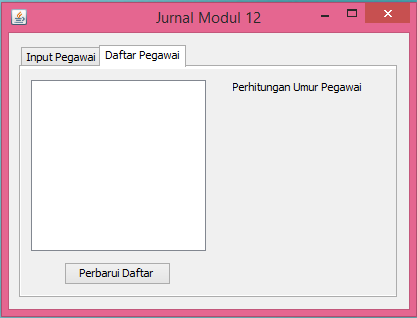 Jurnal Modul 12
Input Pegawai
Daftar Pegawai
Perhitungan Umur Pegawai
Perbarui Daftar